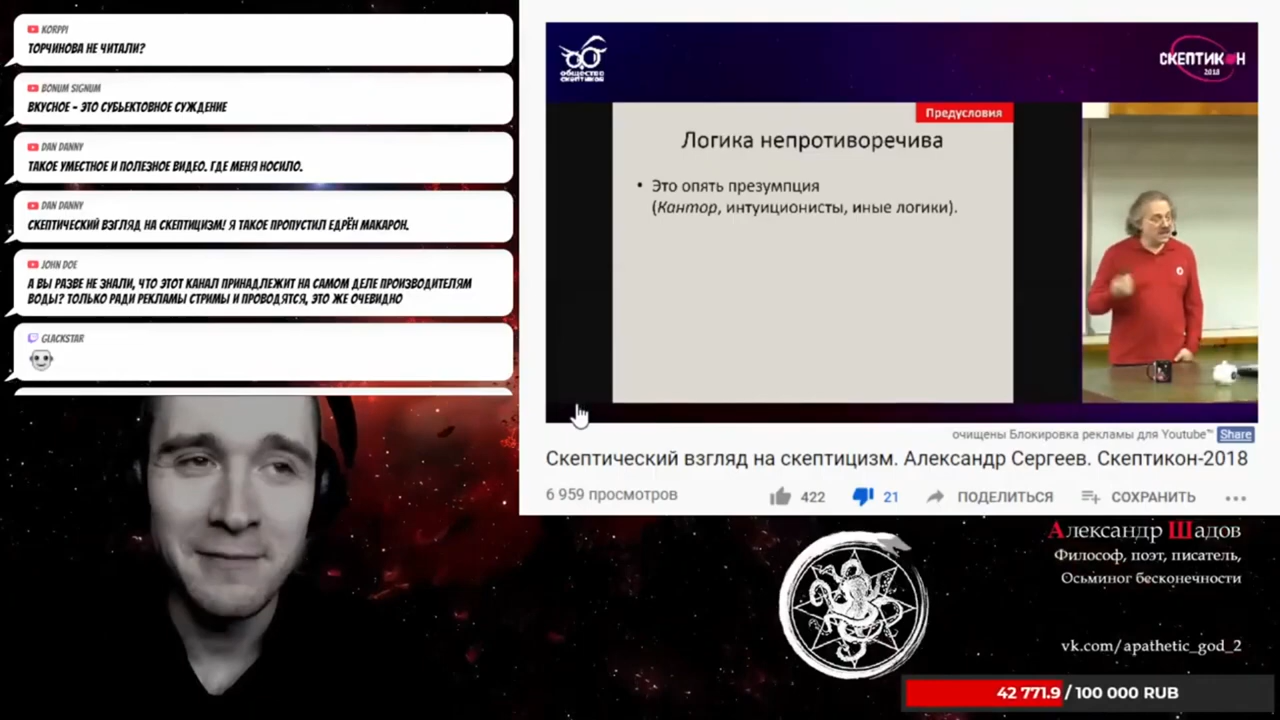 KORPPI
ТОРЧИНОВА НЕ ЧИТАЛИ?
BONUM SIGNUM
ВКУСНОЕ - ЭТО СУБЬЕКТОВНОЕ СУЖДЕНИЕ
DAN DANNY
ТАКОЕ УМЕСТНОЕ И ПОЛЕЗНОЕ ВИДЕО. ГДЕ МЕНЯ НОСИЛО.
DAN DANNY
СКЕПТИЧЕСКИЙ ВЗГЛЯД НА СКЕПТИЦИЗМ! Я ТАКОЕ ПРОПУСТИЛ ЕДРЁН МАКАРОН.
JOHN DOE
А ВЫ РАЗВЕ НЕ ЗНАЛИ, ЧТО ЭТОТ КАНАЛ ПРИНАДЛЕЖИТ НА САМОМ ДЕЛЕ ПРОИЗВОДИТЕЛЯМ
ВОДЫ? ТОЛЬКО РАДИ РЕКЛАМЫ СТРИМЫ И ПРОВОДЯТСЯ, ЭТО ЖЕ ОЧЕВИДНО
GLACKSTAR
общество
скептиков
СКЕПТИКОН
2018
Предусловия
Логика непротиворечива
• Это опять презумпция
(Кантор, интуиционисты, иные логики).
очищены Блокировка рекламы для Youtube™ Share
Скептический взгляд на скептицизм. Александр Сергеев. Скептикон-2018
6 959 просмотров
422
21
ПОДЕЛИТЬСЯ
СОХРАНИТЬ
Александр Шадов
Философ, поэт, писатель,
Осьминог бесконечности
vk.com/apathetic_god_2
42 771.9 / 100 000 RUB